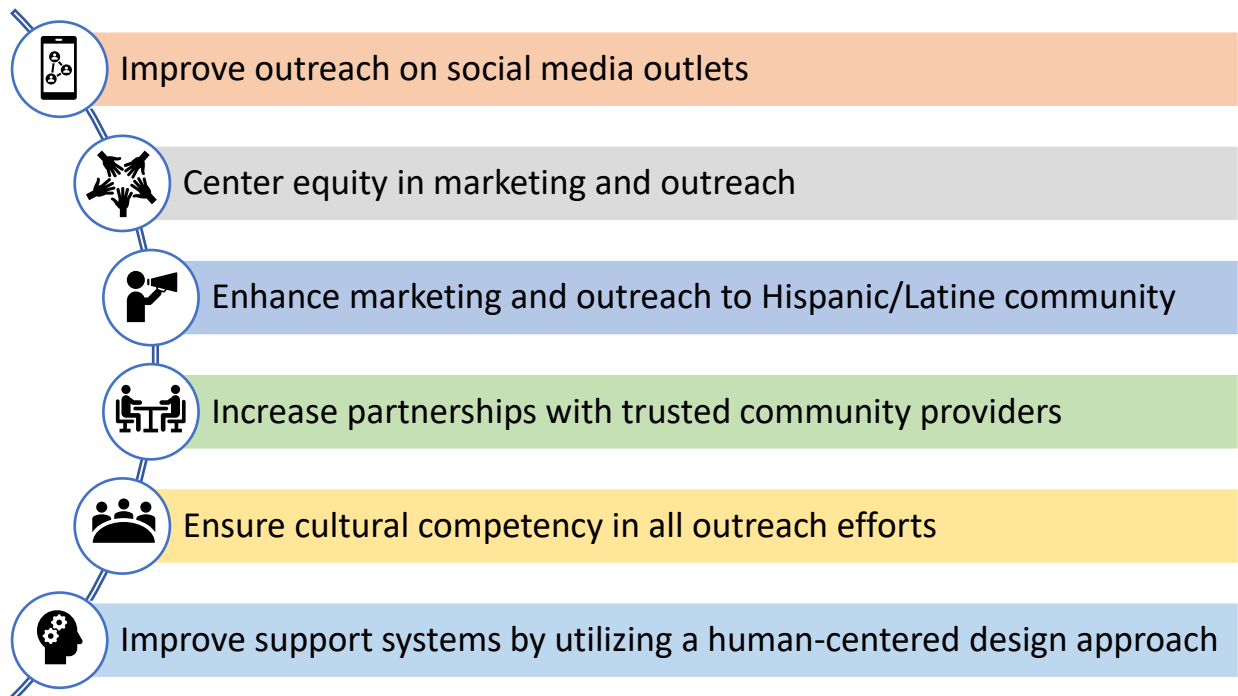 Improve outreach on social media outlets
Center equity in marketing and outreach
Enhance marketing and outreach to Hispanic/Latine community
Increase partnerships with trusted community providers
Ensure cultural competency in all outreach efforts
Improve support systems by utilizing a human-centered design approach